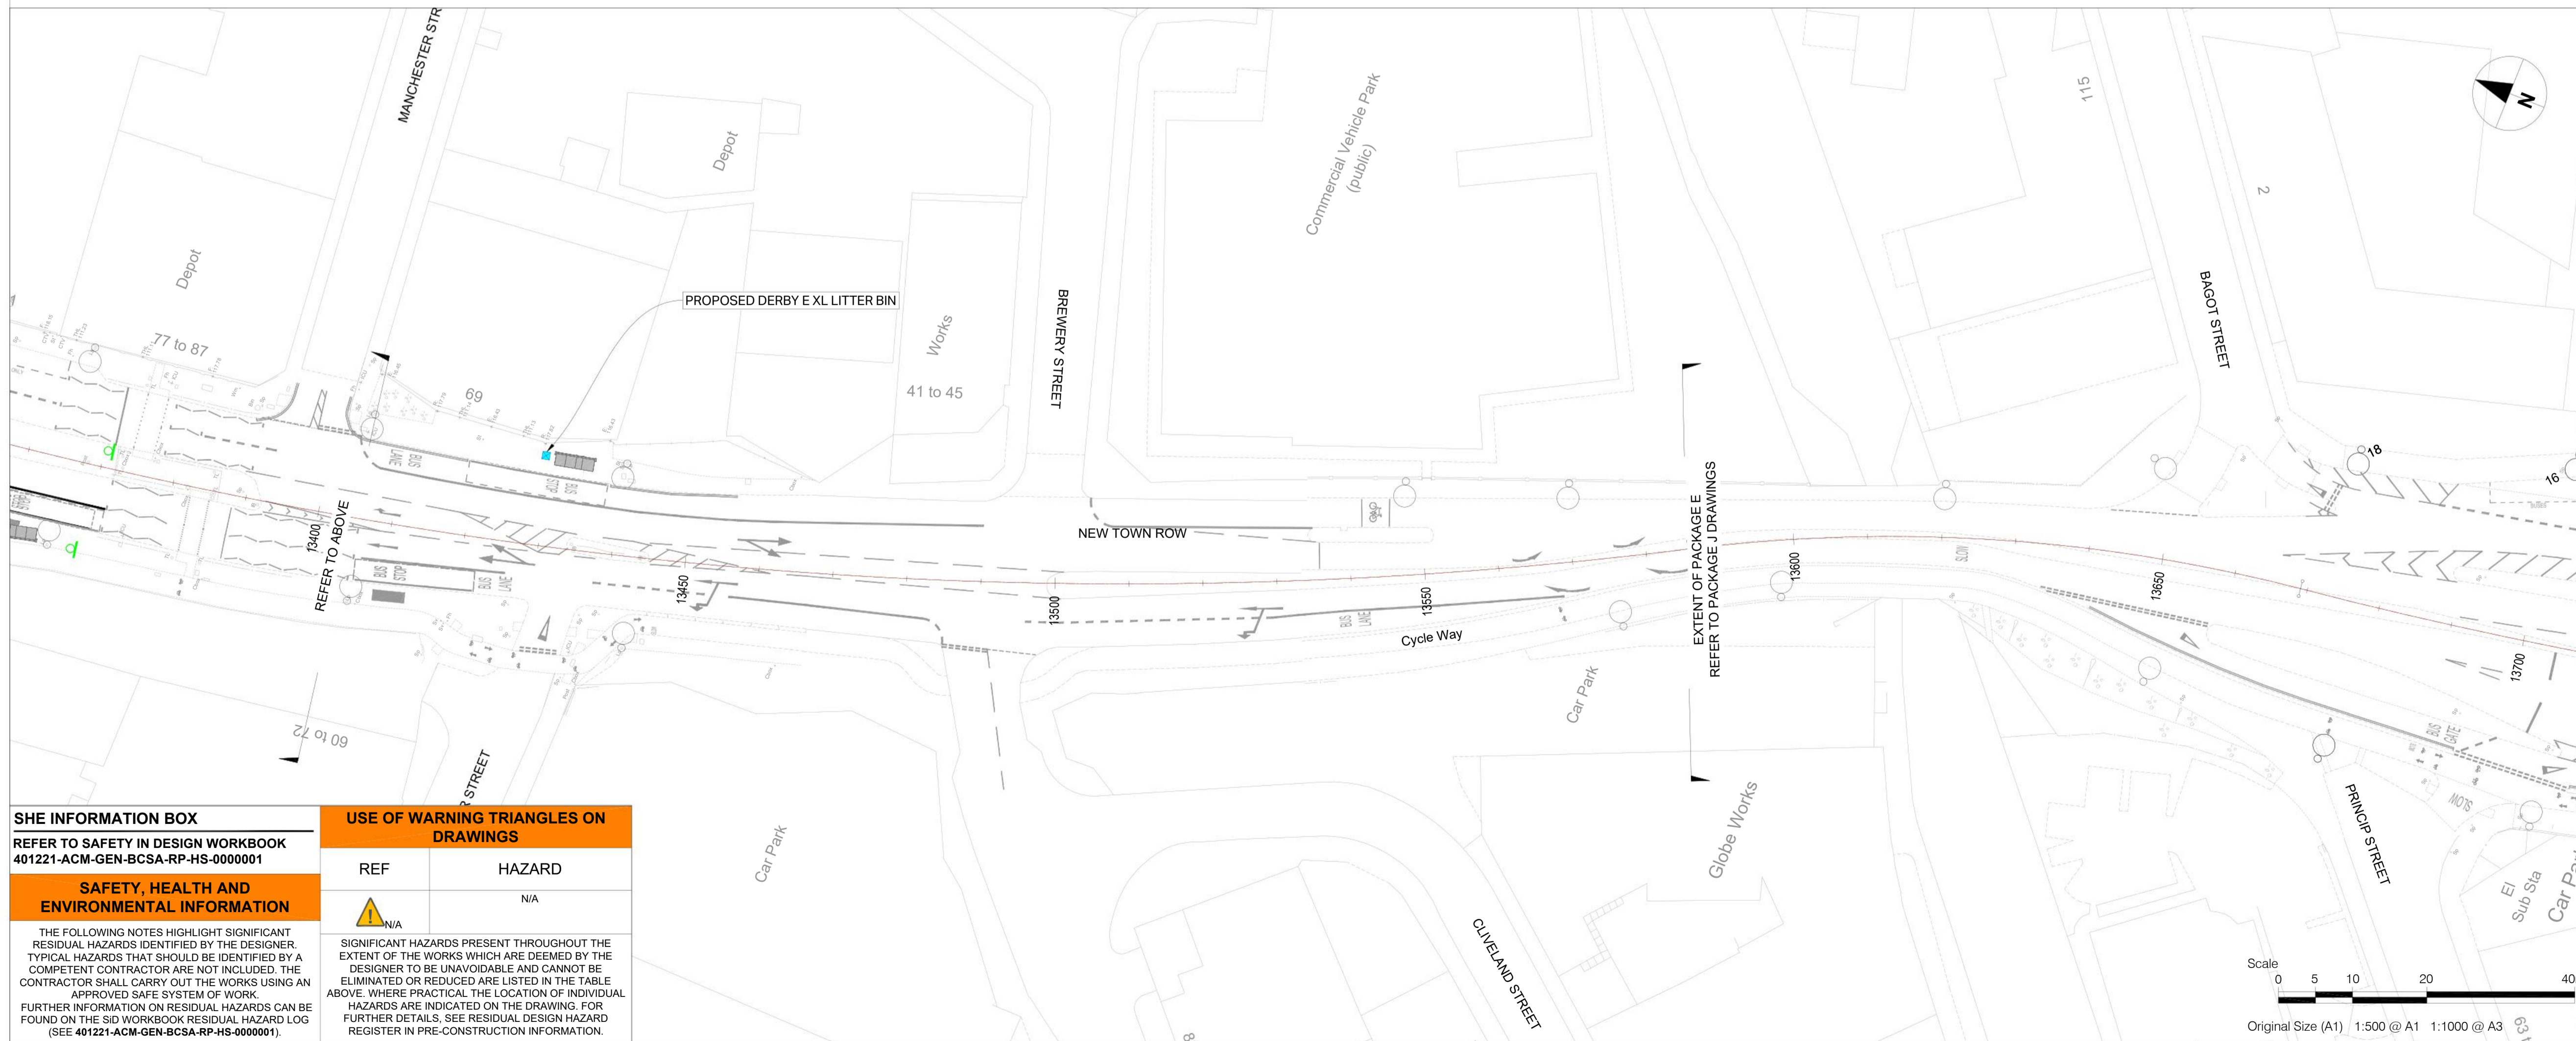 MANCHESTER STR
Depot
Depot
77 to 87
69
PROPOSED DERBY E XL LITTER BIN
Works
41 to 45
BREWERY STREET
Commercial Vehicle Park
(public)
115
2
N
BAGOT STREET
18
16
BUS
LANE
BUS
STOP
13400
REFER TO ABOVE
BUS
STOP
BUS
LANE
13450
NEW TOWN ROW
13500
13550
BUS
LANE
Cycle Way
EXTENT OF PACKAGE E
REFER TO PACKAGE J DRAWINGS
13600
SLOW
13650
13700
BUS
GATE
SLOW
60 to 72
R STREET
Car Park
Car Park
Globe Works
CLIVELAND STREET
PRINCIP STREET
El
Sub Sta
Car Pa
8
63 t
SHE INFORMATION BOX
REFER TO SAFETY IN DESIGN WORKBOOK
401221-ACM-GEN-BCSA-RP-HS-0000001
SAFETY, HEALTH AND
ENVIRONMENTAL INFORMATION
THE FOLLOWING NOTES HIGHLIGHT SIGNIFICANT
RESIDUAL HAZARDS IDENTIFIED BY THE DESIGNER.
TYPICAL HAZARDS THAT SHOULD BE IDENTIFIED BY A
COMPETENT CONTRACTOR ARE NOT INCLUDED. THE
CONTRACTOR SHALL CARRY OUT THE WORKS USING AN
APPROVED SAFE SYSTEM OF WORK.
FURTHER INFORMATION ON RESIDUAL HAZARDS CAN BE
FOUND ON THE SiD WORKBOOK RESIDUAL HAZARD LOG
(SEE 401221-ACM-GEN-BCSA-RP-HS-0000001).
USE OF WARNING TRIANGLES ON
DRAWINGS
REF HAZARD
N/A N/A
SIGNIFICANT HAZARDS PRESENT THROUGHOUT THE
EXTENT OF THE WORKS WHICH ARE DEEMED BY THE
DESIGNER TO BE UNAVOIDABLE AND CANNOT BE
ELIMINATED OR REDUCED ARE LISTED IN THE TABLE
ABOVE. WHERE PRACTICAL THE LOCATION OF INDIVIDUAL
HAZARDS ARE INDICATED ON THE DRAWING. FOR
FURTHER DETAILS, SEE RESIDUAL DESIGN HAZARD
REGISTER IN PRE-CONSTRUCTION INFORMATION.
Scale
0 5 10 20 40
Original Size (A1) 1:500 @ A1 1:1000 @ A3